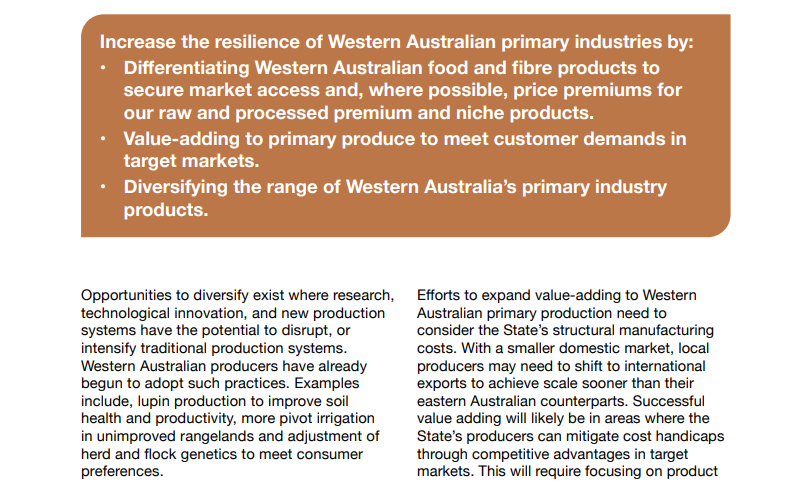 Increase the resilience of Western Australian primary industries by:
• Differentiating Western Australian food and fibre products to
secure market access and, where possible, price premiums for
our raw and processed premium and niche products.
• Value-adding to primary produce to meet customer demands in
target markets.
• Diversifying the range of Western Australia’s primary industry
products.
Opportunities to diversify exist where research,
technological innovation, and new production
systems have the potential to disrupt, or
intensify traditional production systems.
Western Australian producers have already
begun to adopt such practices. Examples
include, lupin production to improve soil
health and productivity, more pivot irrigation
in unimproved rangelands and adjustment of
herd and flock genetics to meet consumer
preferences.
Efforts to expand value-adding to Western
Australian primary production need to
consider the State’s structural manufacturing
costs. With a smaller domestic market, local
producers may need to shift to international
exports to achieve scale sooner than their
eastern Australian counterparts. Successful
value adding will likely be in areas where the
State’s producers can mitigate cost handicaps
through competitive advantages in target
markets. This will require focusing on product